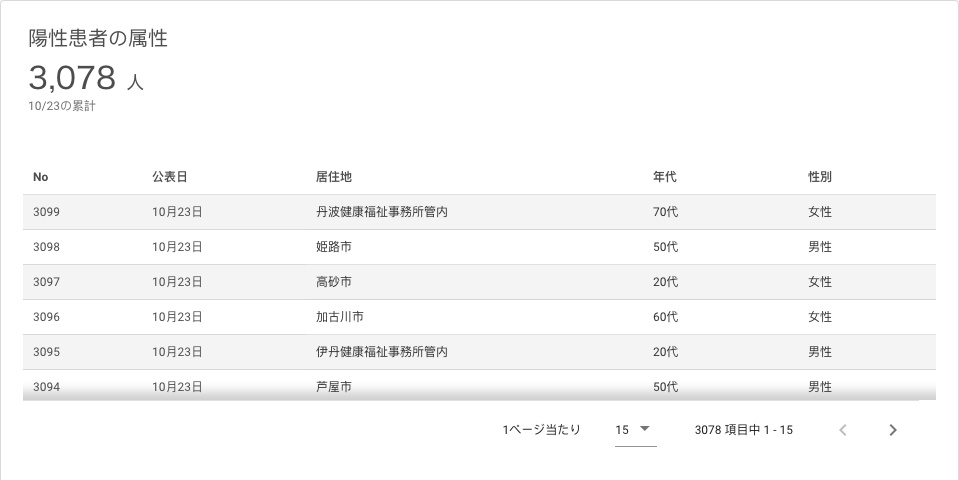 陽性患者の属性
3,078 人
10/23の累計
No 公表日 居住地 年代 性別
3099 10月23日 丹波健康福祉事務所管内 70代 女性
3098 10月23日 姫路市 50代 男性
3097 10月23日 高砂市 20代 女性
3096 10月23日 加古川市 60代 女性
3095 10月23日 伊丹健康福祉事務所管内 20代 男性
3094 10月23日 芦屋市 50代 男性
1ページ当たり 15 3078 項目中 1 - 15